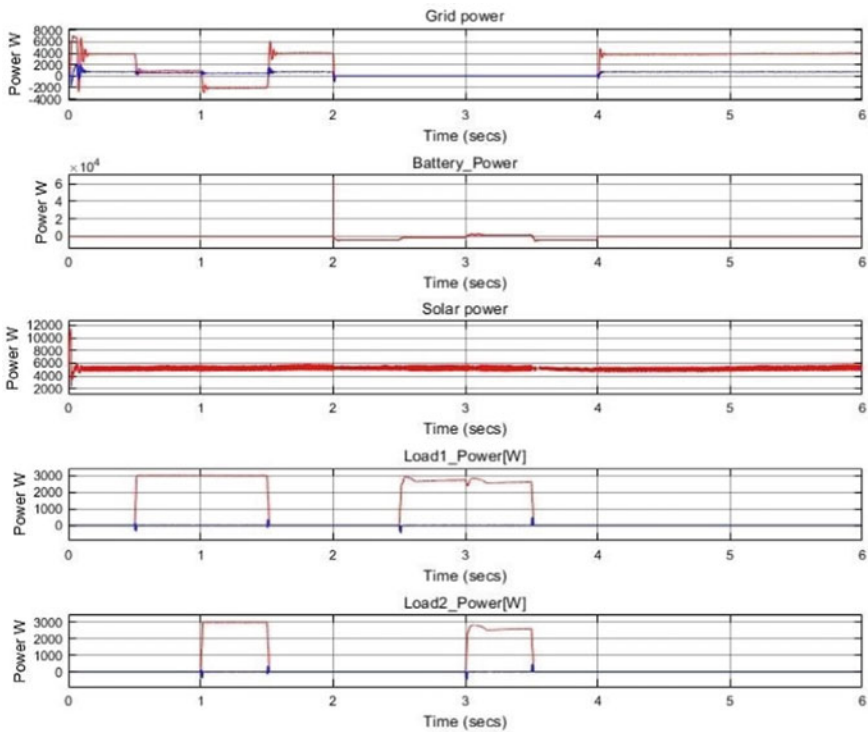 Grid power
Power W
8000
6000
4000
2000
0
-2000
-4000
0 1 2 3 4 5 6
Time (secs)
Battery_Power
×10⁴
Power W
6
4
2
0
0 1 2 3 4 5 6
Time (secs)
Solar power
Power W
12000
10000
8000
6000
4000
2000
0 1 2 3 4 5 6
Time (secs)
Load1_Power[W]
Power W
3000
2000
1000
0
0 1 2 3 4 5 6
Time (secs)
Load2_Power[W]
Power W
3000
2000
1000
0
0 1 2 3 4 5 6
Time (secs)